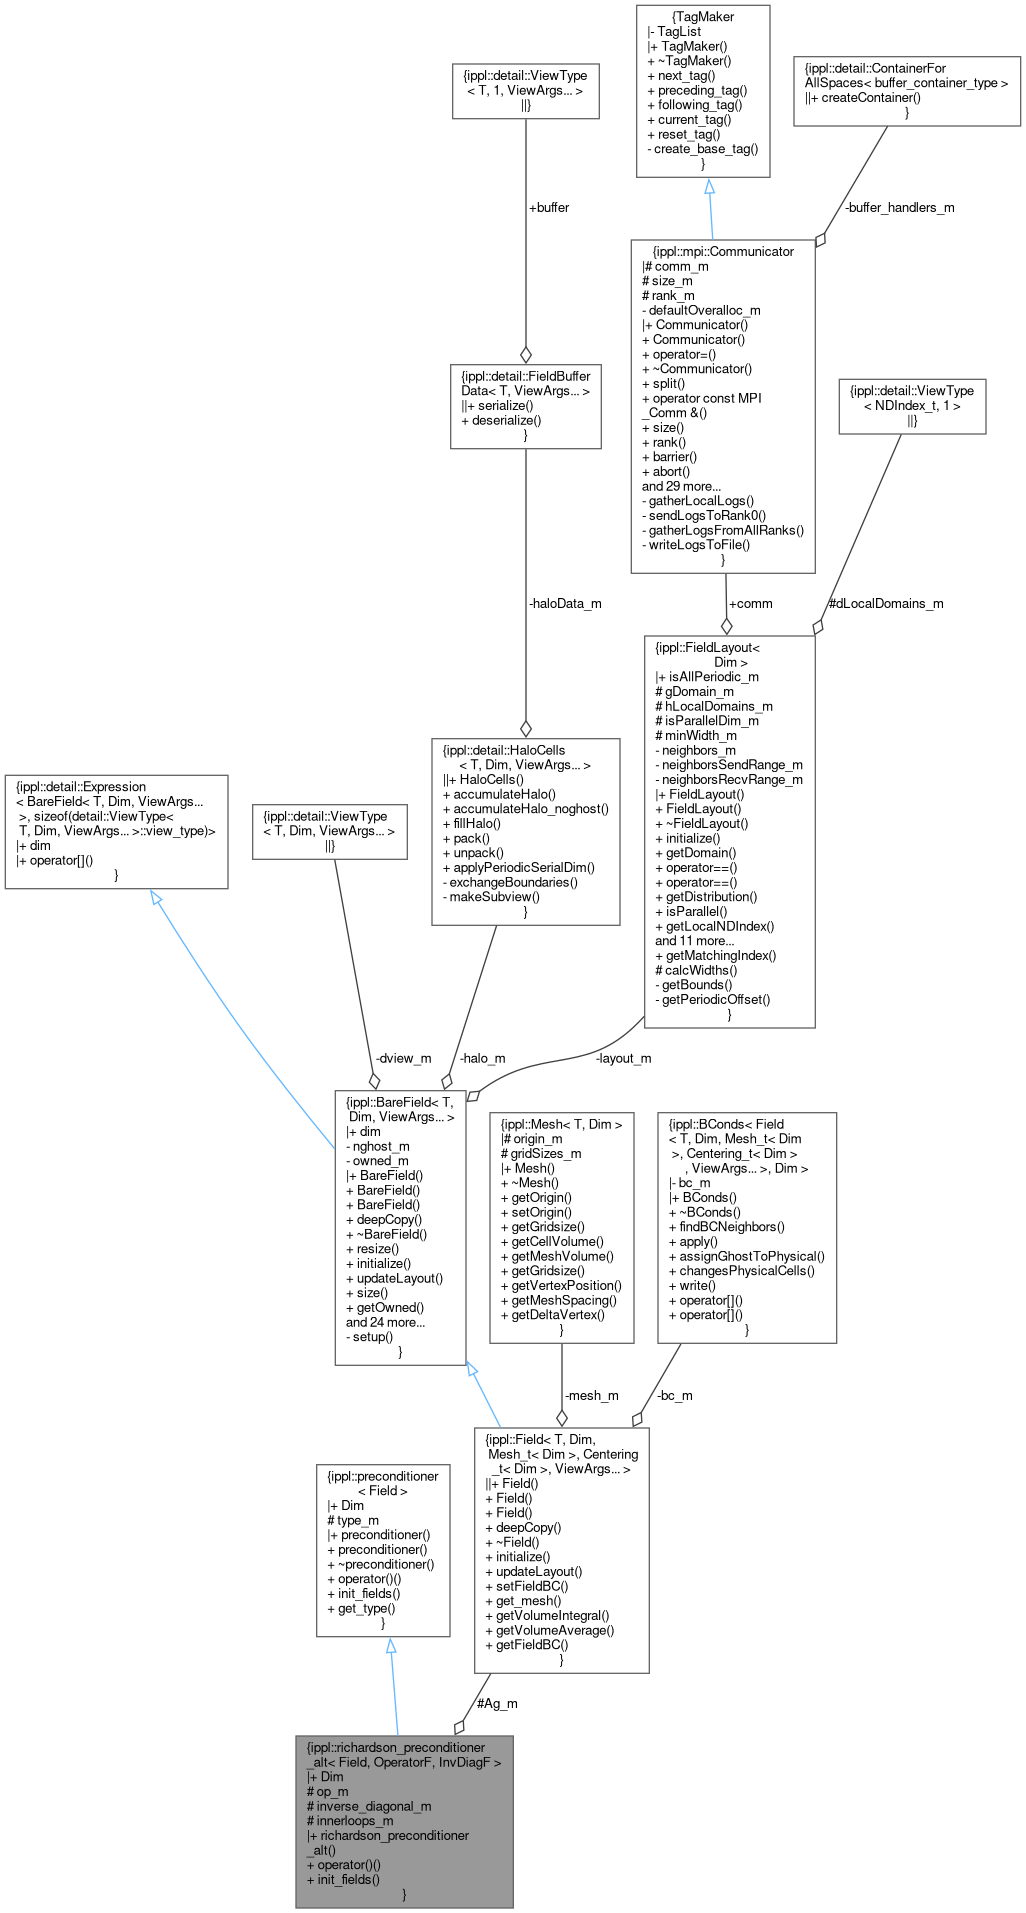 {TagMaker
|- TagList
|+ TagMaker()
+ ~TagMaker()
+ next_tag()
+ preceding_tag()
+ following_tag()
+ current_tag()
+ reset_tag()
- create_base_tag()
}
{ippl::detail::ViewType
< T, 1, ViewArgs... >
||}
{ippl::detail::ContainerFor
AllSpaces< buffer_container_type >
||+ createContainer()
}
+buffer
-buffer_handlers_m
{ippl::mpi::Communicator
|# comm_m
# size_m
# rank_m
- defaultOveralloc_m
|+ Communicator()
+ Communicator()
+ operator=()
+ ~Communicator()
+ split()
+ operator const MPI
_Comm &()
+ size()
+ rank()
+ barrier()
+ abort()
and 29 more...
- gatherLocalLogs()
- sendLogsToRank0()
- gatherLogsFromAllRanks()
- writeLogsToFile()
}
{ippl::detail::FieldBuffer
Data< T, ViewArgs... >
||+ serialize()
+ deserialize()
}
{ippl::detail::ViewType
< NDIndex_t, 1 >
||}
-haloData_m
+comm
#dLocalDomains_m
{ippl::FieldLayout<
Dim >
|+ isAllPeriodic_m
# gDomain_m
# hLocalDomains_m
# isParallelDim_m
# minWidth_m
- neighbors_m
- neighborsSendRange_m
- neighborsRecvRange_m
|+ FieldLayout()
+ FieldLayout()
+ ~FieldLayout()
+ initialize()
+ getDomain()
+ operator==()
+ operator==()
+ getDistribution()
+ isParallel()
+ getLocalNDIndex()
and 11 more...
+ getMatchingIndex()
# calcWidths()
- getBounds()
- getPeriodicOffset()
}
{ippl::detail::HaloCells
< T, Dim, ViewArgs... >
||+ HaloCells()
+ accumulateHalo()
+ accumulateHalo_noghost()
+ fillHalo()
+ pack()
+ unpack()
+ applyPeriodicSerialDim()
- exchangeBoundaries()
- makeSubview()
}
{ippl::detail::Expression
< BareField< T, Dim, ViewArgs...
>, sizeof(detail::ViewType<
T, Dim, ViewArgs... >::view_type)>
|+ dim
|+ operator[]()
}
{ippl::detail::ViewType
< T, Dim, ViewArgs... >
||}
-dview_m
-halo_m
-layout_m
{ippl::BareField< T,
Dim, ViewArgs... >
|+ dim
- nghost_m
- owned_m
|+ BareField()
+ BareField()
+ BareField()
+ deepCopy()
+ ~BareField()
+ resize()
+ initialize()
+ updateLayout()
+ size()
+ getOwned()
and 24 more...
- setup()
}
{ippl::Mesh< T, Dim >
|# origin_m
# gridSizes_m
|+ Mesh()
+ ~Mesh()
+ getOrigin()
+ setOrigin()
+ getGridsize()
+ getCellVolume()
+ getMeshVolume()
+ getGridsize()
+ getVertexPosition()
+ getMeshSpacing()
+ getDeltaVertex()
}
{ippl::BConds< Field
< T, Dim, Mesh_t< Dim
>, Centering_t< Dim >
, ViewArgs... >, Dim >
|- bc_m
|+ BConds()
+ ~BConds()
+ findBCNeighbors()
+ apply()
+ assignGhostToPhysical()
+ changesPhysicalCells()
+ write()
+ operator[]()
+ operator[]()
}
-mesh_m
-bc_m
{ippl::Field< T, Dim,
Mesh_t< Dim >, Centering
_t< Dim >, ViewArgs... >
||+ Field()
+ Field()
+ Field()
+ deepCopy()
+ ~Field()
+ initialize()
+ updateLayout()
+ setFieldBC()
+ get_mesh()
+ getVolumeIntegral()
+ getVolumeAverage()
+ getFieldBC()
}
{ippl::preconditioner
< Field >
|+ Dim
# type_m
|+ preconditioner()
+ preconditioner()
+ ~preconditioner()
+ operator()()
+ init_fields()
+ get_type()
}
#Ag_m
{ippl::richardson_preconditioner
_alt< Field, OperatorF, InvDiagF >
|+ Dim
# op_m
# inverse_diagonal_m
# innerloops_m
|+ richardson_preconditioner
_alt()
+ operator()()
+ init_fields()
}